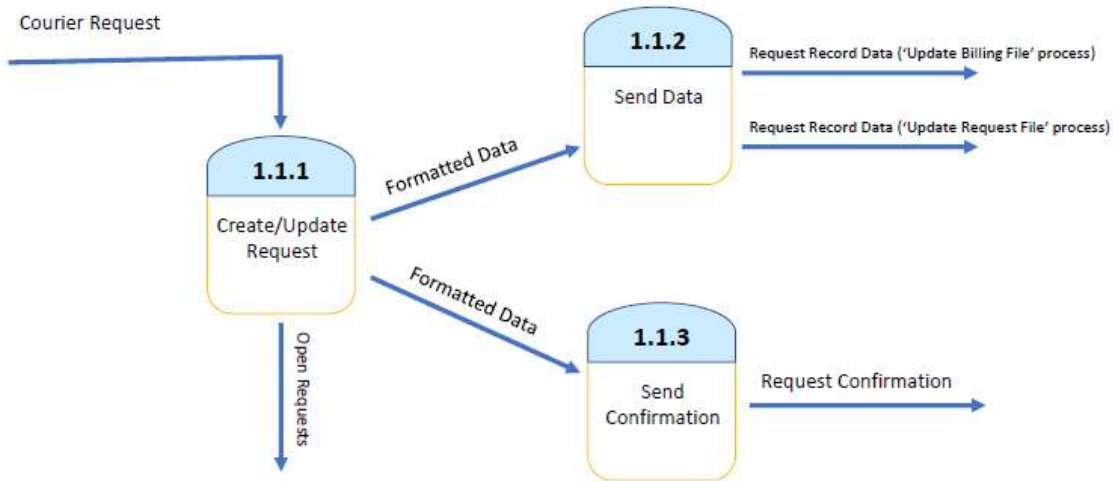 Courier Request
1.1.2
Send Data
Request Record Data ('Update Billing File' process)
Request Record Data ('Update Request File' process)
1.1.1
Create/Update
Request
Formatted Data
Formatted Data
Open Requests
1.1.3
Send
Confirmation
Request Confirmation